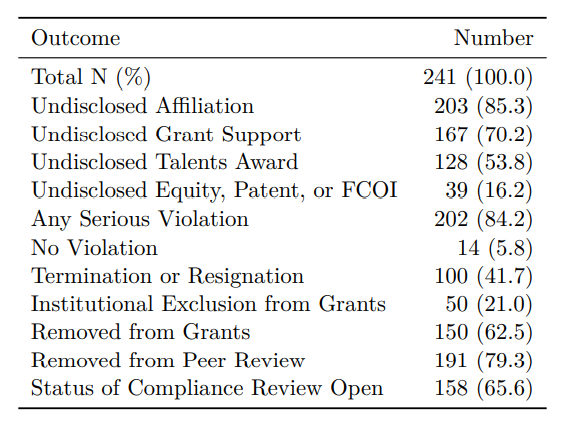 Outcome Number
Total N (%) 241 (100.0)
Undisclosed Affiliation 203 (85.3)
Undisclosed Grant Support 167 (70.2)
Undisclosed Talents Award 128 (53.8)
Undisclosed Equity, Patent, or FCOI 39 (16.2)
Any Serious Violation 202 (84.2)
No Violation 14 (5.8)
Termination or Resignation 100 (41.7)
Institutional Exclusion from Grants 50 (21.0)
Removed from Grants 150 (62.5)
Removed from Peer Review 191 (79.3)
Status of Compliance Review Open 158 (65.6)